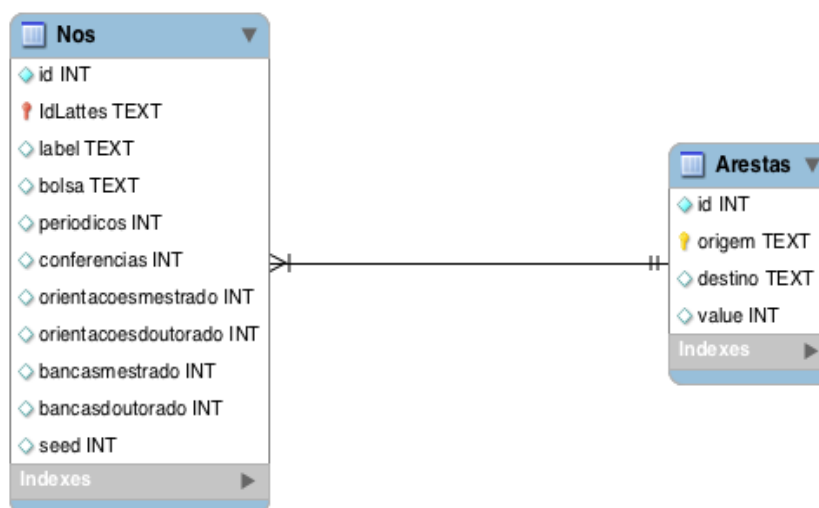 Nos
id INT
IdLattes TEXT
label TEXT
bolsa TEXT
periodicos INT
conferencias INT
orientacoesmestrado INT
orientacoesdoutorado INT
bancasmestrado INT
bancasdoutorado INT
seed INT
Indexes
Arestas
id INT
origem TEXT
destino TEXT
value INT
Indexes